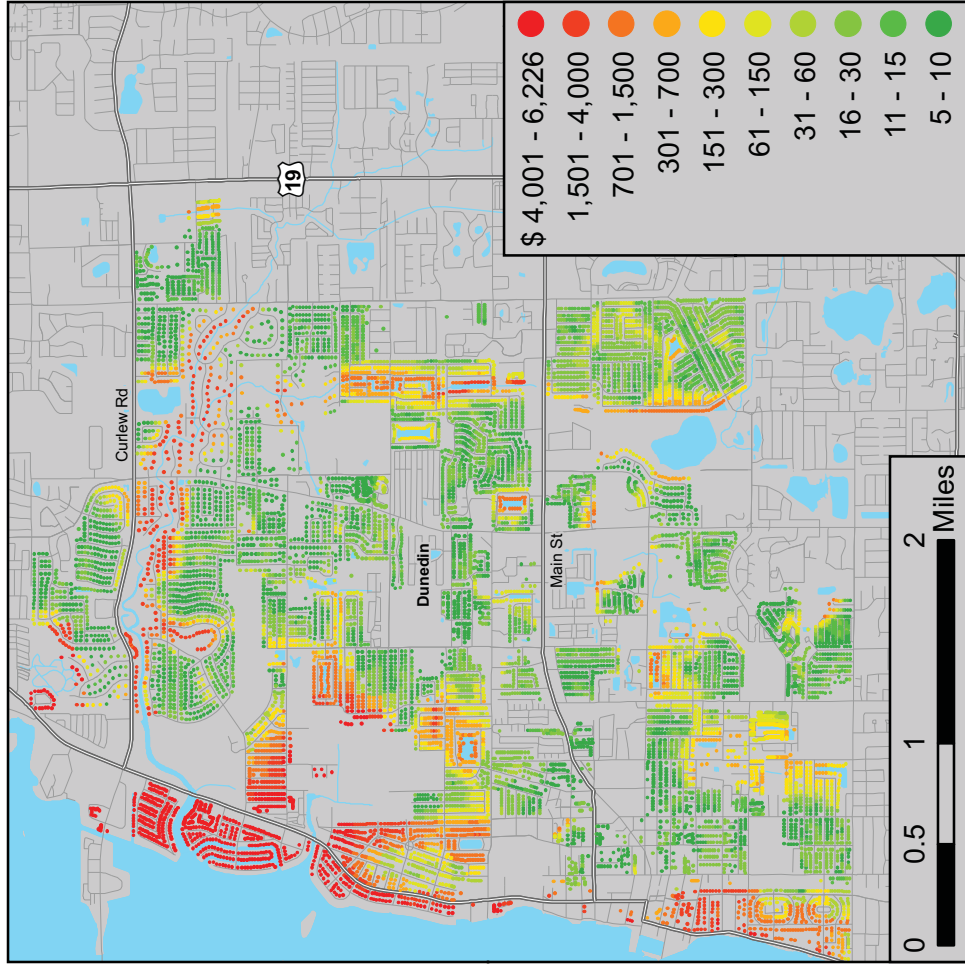 Curlew Rd
19
Dunedin
Main St
$ 4,001 - 6,226
1,501 - 4,000
701 - 1,500
301 - 700
151 - 300
61 - 150
31 - 60
16 - 30
11 - 15
5 - 10
0 0.5 1 2
Miles